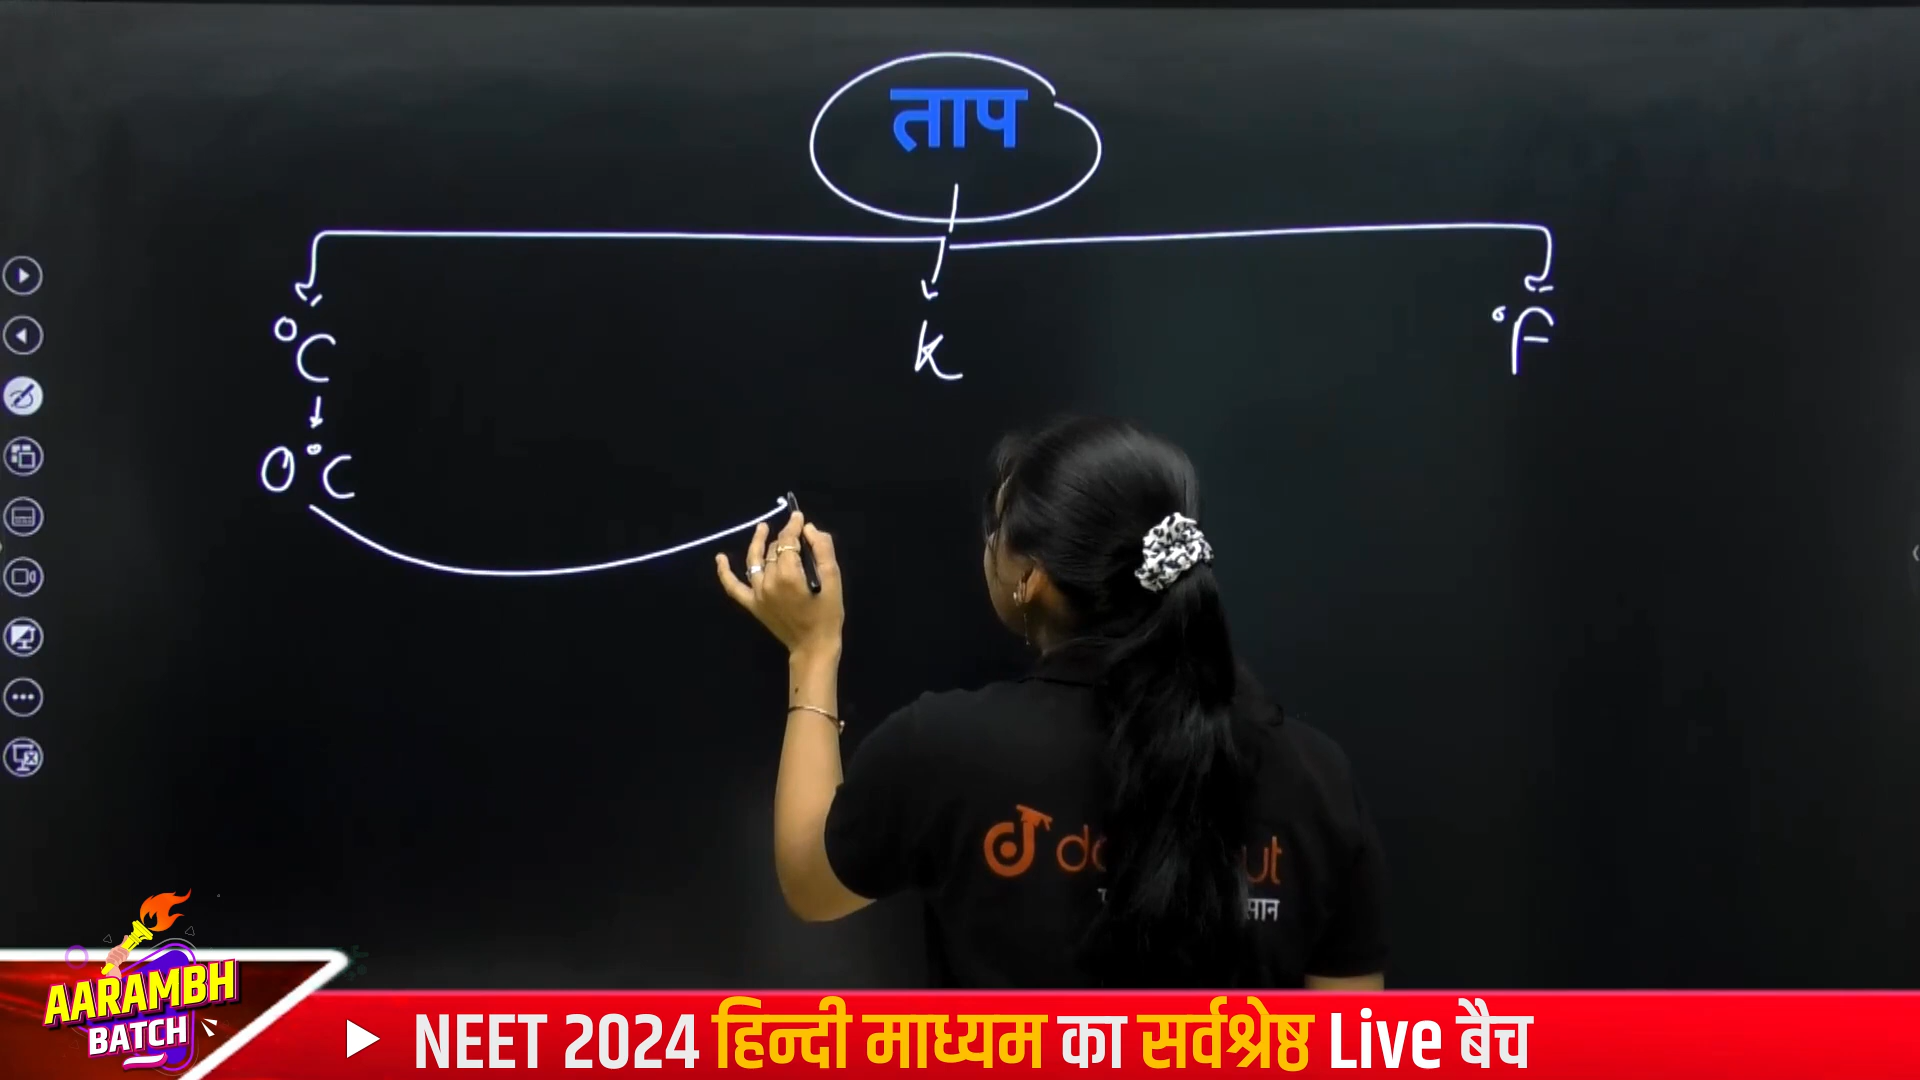 ताप
°C
K
°F
0°C
सान
AARAMBH
BATCH
NEET 2024 हिन्दी माध्यम का सर्वश्रेष्ठ Live बैच